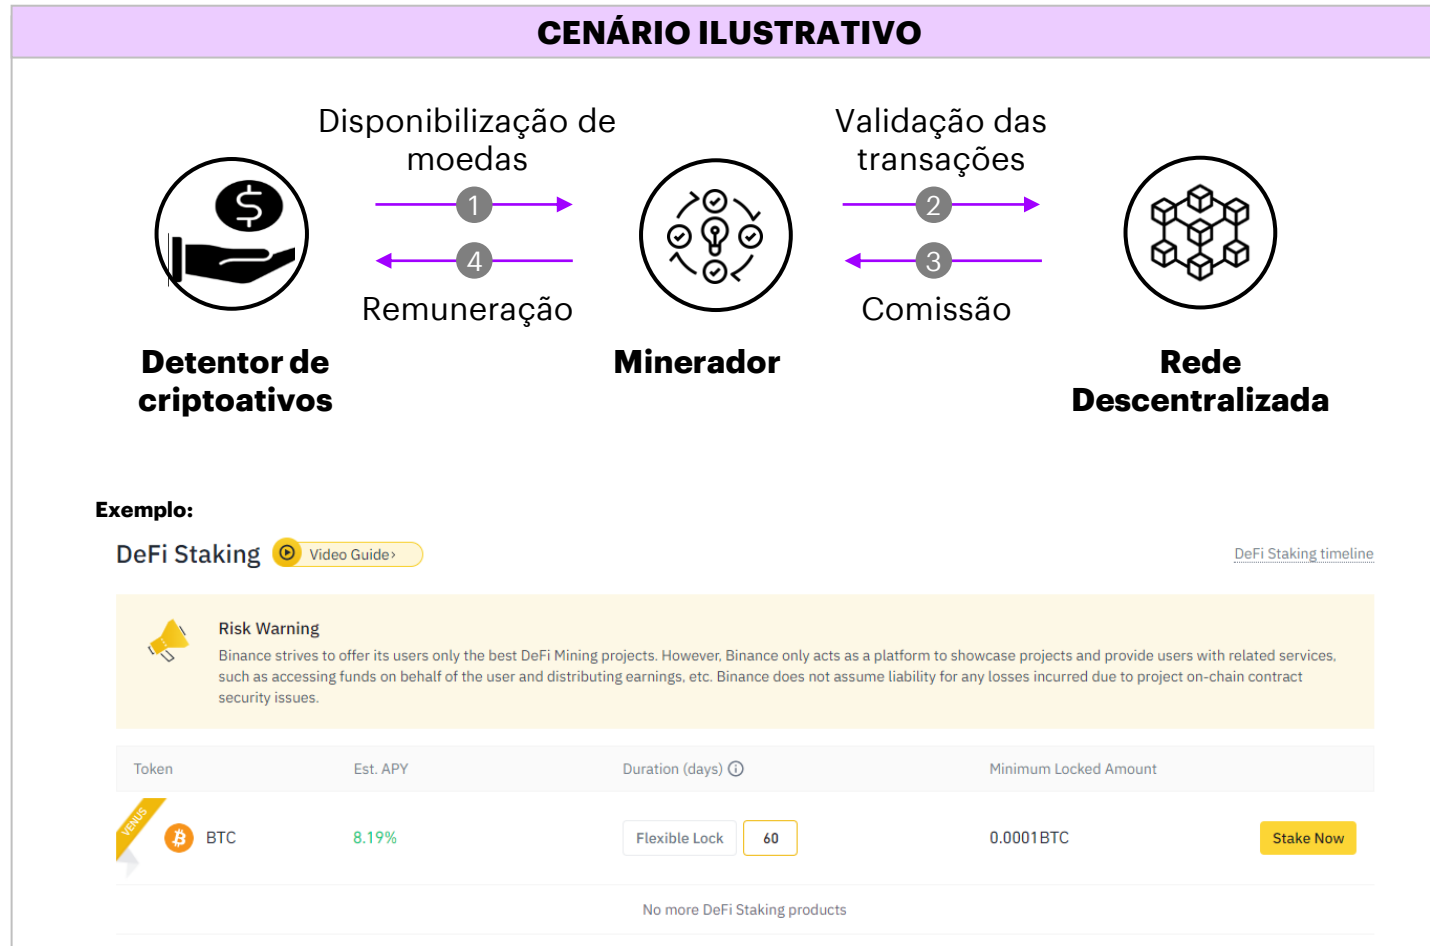 CENÁRIO ILUSTRATIVO
Disponibilização de
moedas
Validação das
transações
1
2
4
3
Remuneração
Comissão
Detentor de
criptoativos
Minerador
Rede
Descentralizada
Exemplo:
DeFi Staking
Video Guide›
DeFi Staking timeline
Risk Warning
Binance strives to offer its users only the best DeFi Mining projects. However, Binance only acts as a platform to showcase projects and provide users with related services,
such as accessing funds on behalf of the user and distributing earnings, etc. Binance does not assume liability for any losses incurred due to project on-chain contract
security issues.
Token Est. APY Duration (days) Minimum Locked Amount
VENUS
BTC 8.19% Flexible Lock 60 0.0001BTC Stake Now
No more DeFi Staking products